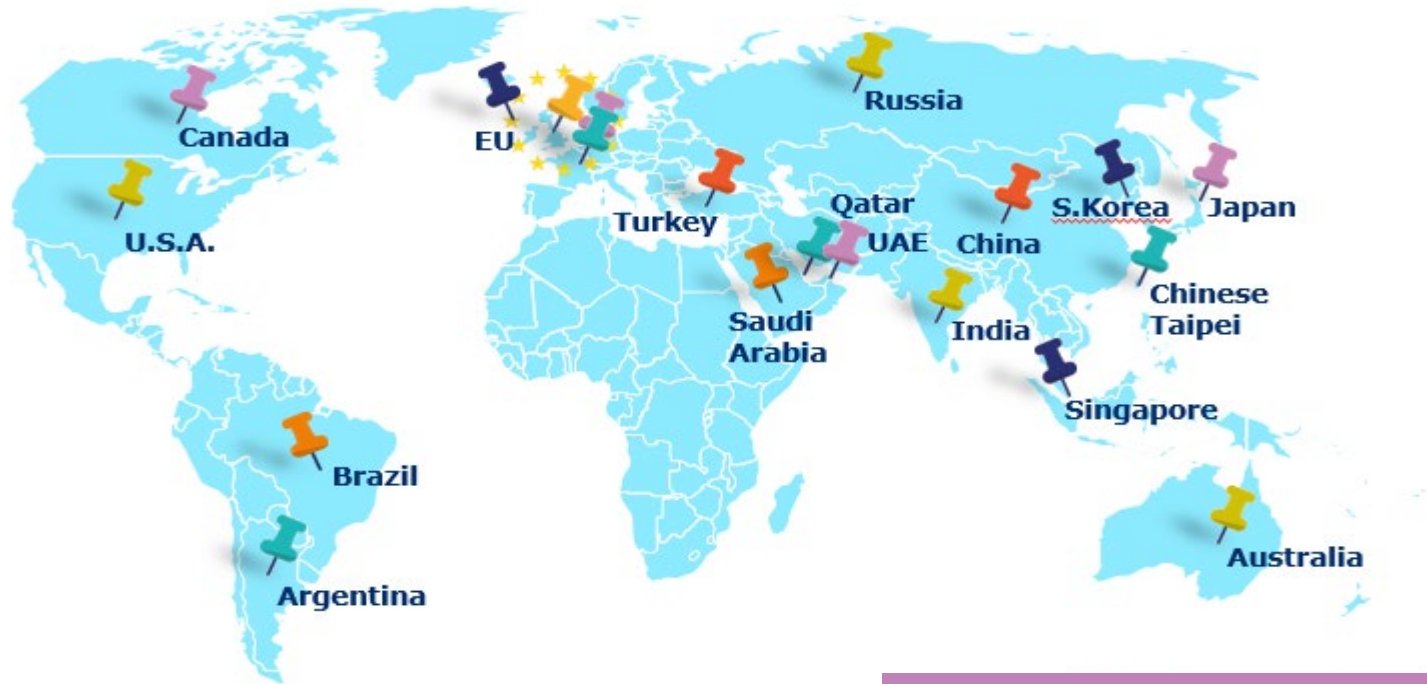 Russia
Canada
EU
Qatar
S.Korea
Japan
Turkey
UAE
China
U.S.A.
Chinese
Taipei
Saudi
Arabia
India
Singapore
Brazil
Australia
Argentina